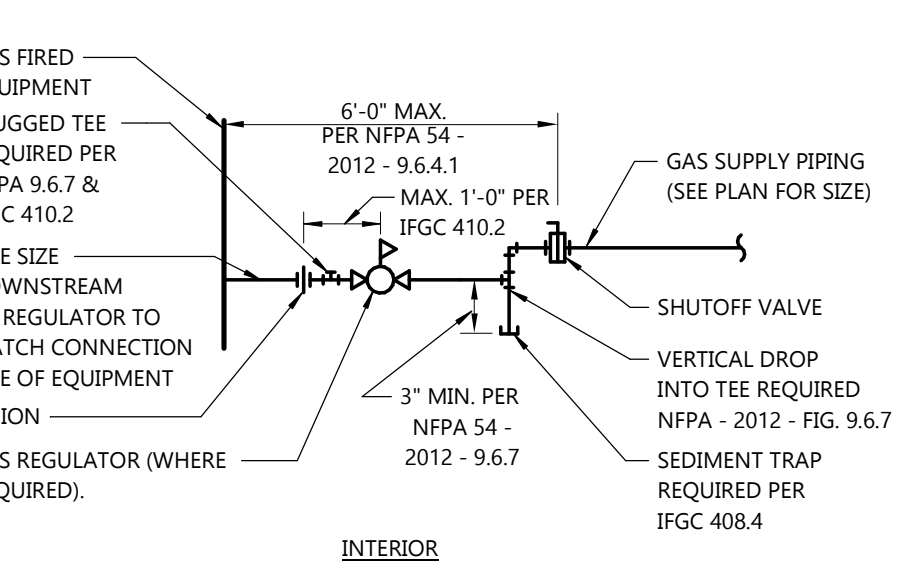 S FIRED
UIPMENT
UGGED TEE
QUIRED PER
PA 9.6.7 &
C 410.2
E SIZE
OWNSTREAM
REGULATOR TO
ATCH CONNECTION
E OF EQUIPMENT
ION
S REGULATOR (WHERE
QUIRED).
6'-0" MAX.
PER NFPA 54 -
2012 - 9.6.4.1
MAX. 1'-0" PER
IFGC 410.2
3" MIN. PER
NFPA 54 -
2012 - 9.6.7
GAS SUPPLY PIPING
(SEE PLAN FOR SIZE)
SHUTOFF VALVE
VERTICAL DROP
INTO TEE REQUIRED
NFPA - 2012 - FIG. 9.6.7
SEDIMENT TRAP
REQUIRED PER
IFGC 408.4
INTERIOR